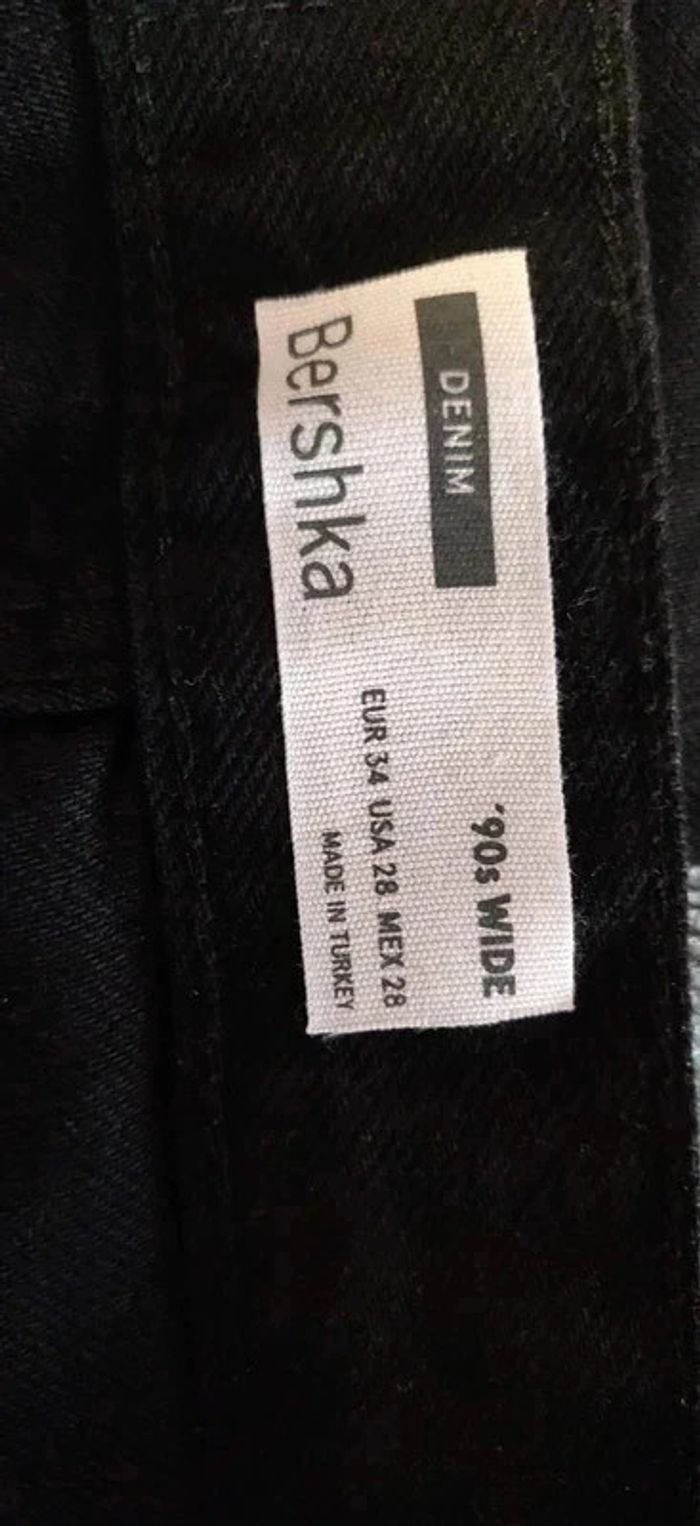 DENIM
Bershka
'90s WIDE
EUR 34 USA 28 MEX 28
MADE IN TURKEY